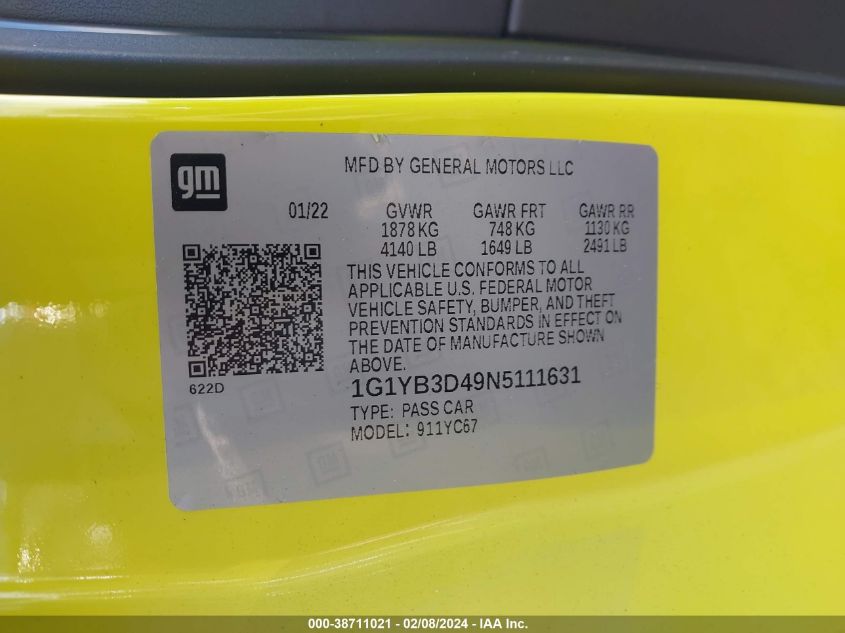 gm
MFD BY GENERAL MOTORS LLC
01/22 GVWR GAWR FRT GAWR RR
1878 KG 748 KG 1130 KG
4140 LB 1649 LB 2491 LB
THIS VEHICLE CONFORMS TO ALL
APPLICABLE U.S. FEDERAL MOTOR
VEHICLE SAFETY, BUMPER, AND THEFT
PREVENTION STANDARDS IN EFFECT ON
THE DATE OF MANUFACTURE SHOWN
ABOVE.
622D
1G1YB3D49N5111631
TYPE: PASS CAR
MODEL: 911YC67
000-38711021 - 02/08/2024 - IAA Inc.